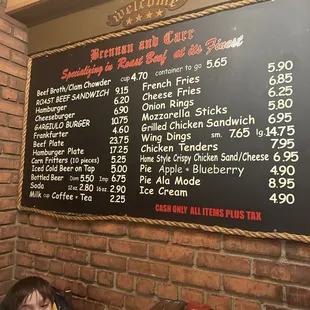 welcome
Brennan and Carr
Specializing in Roast Beef at its Finest
Beef Broth/Clam Chowder cup 4.70 container to go 5.65
ROAST BEEF SANDWICH 9.15
Hamburger 6.20
Cheeseburger 6.90
GARGIULO BURGER 10.75
Frankfurter 4.60
Beef Plate 23.75
Hamburger Plate 17.25
Corn Fritters (10 pieces) 5.25
Iced Cold Beer on Tap 5.00
Bottled Beer Dom 5.50 Imp 6.75
Soda 12oz 2.80 16oz 2.90
Milk Coffee + Tea 2.25
French Fries 5.90
Cheese Fries 6.85
Onion Rings 6.25
Mozzarella Sticks 5.80
Grilled Chicken Sandwich 6.95
Wing Dings sm. 7.65 lg. 14.75
Chicken Tenders 7.95
Home Style Crispy Chicken Sand/Cheese 6.95
Pie Apple + Blueberry 4.90
Pie Ala Mode 8.95
Ice Cream 4.90
CASH ONLY ALL ITEMS PLUS TAX